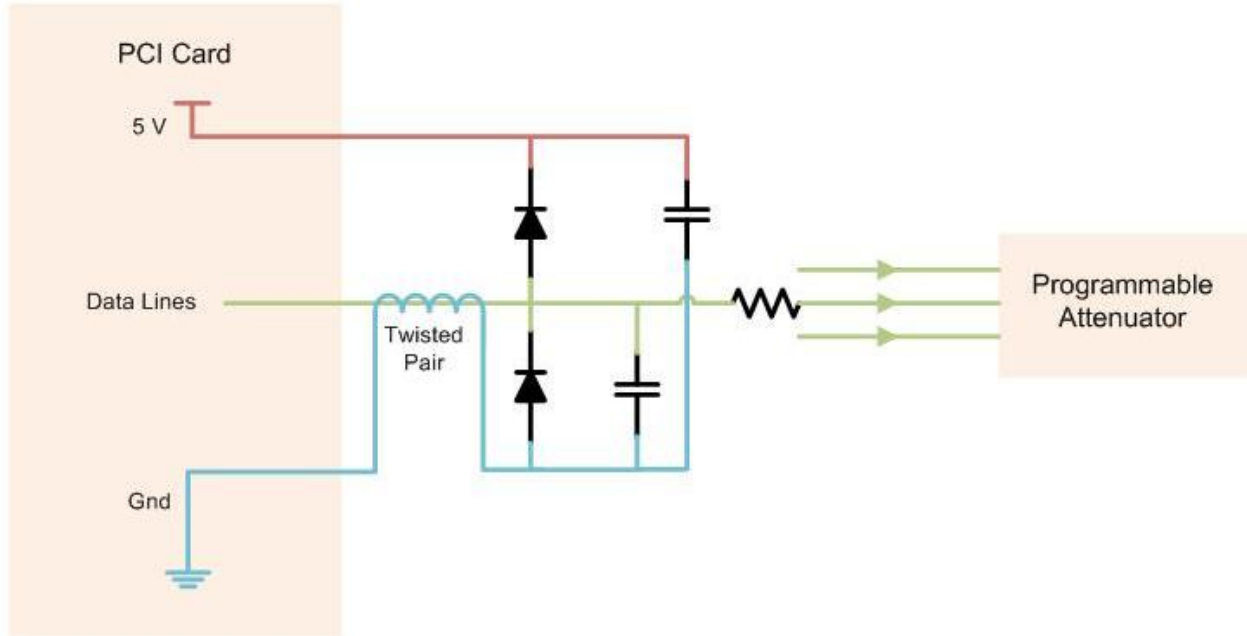 PCI Card
5 V
Data Lines
Twisted
Pair
Gnd
Programmable
Attenuator